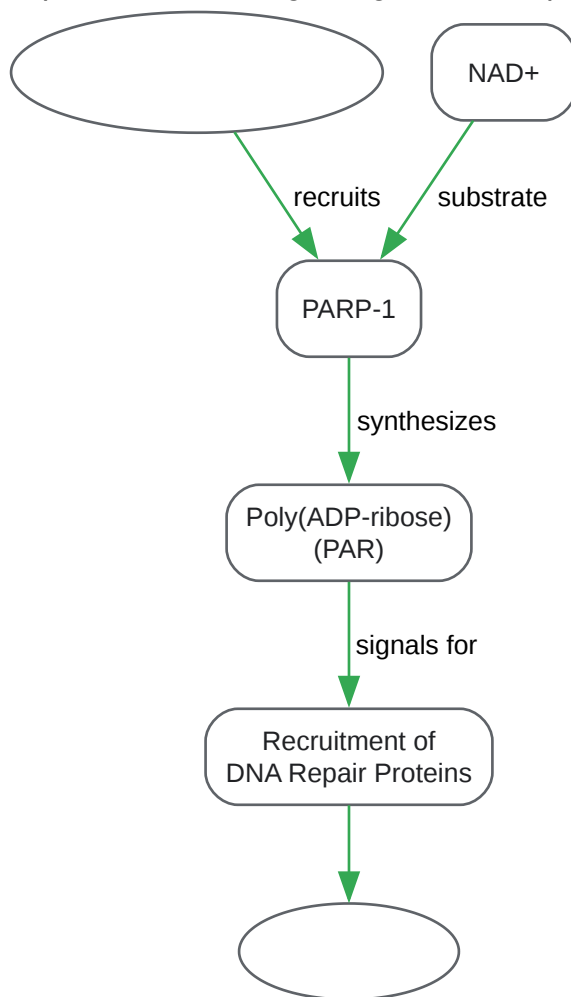 NAD+
recruits
substrate
PARP-1
synthesizes
Poly(ADP-ribose)
(PAR)
signals for
Recruitment of
DNA Repair Proteins